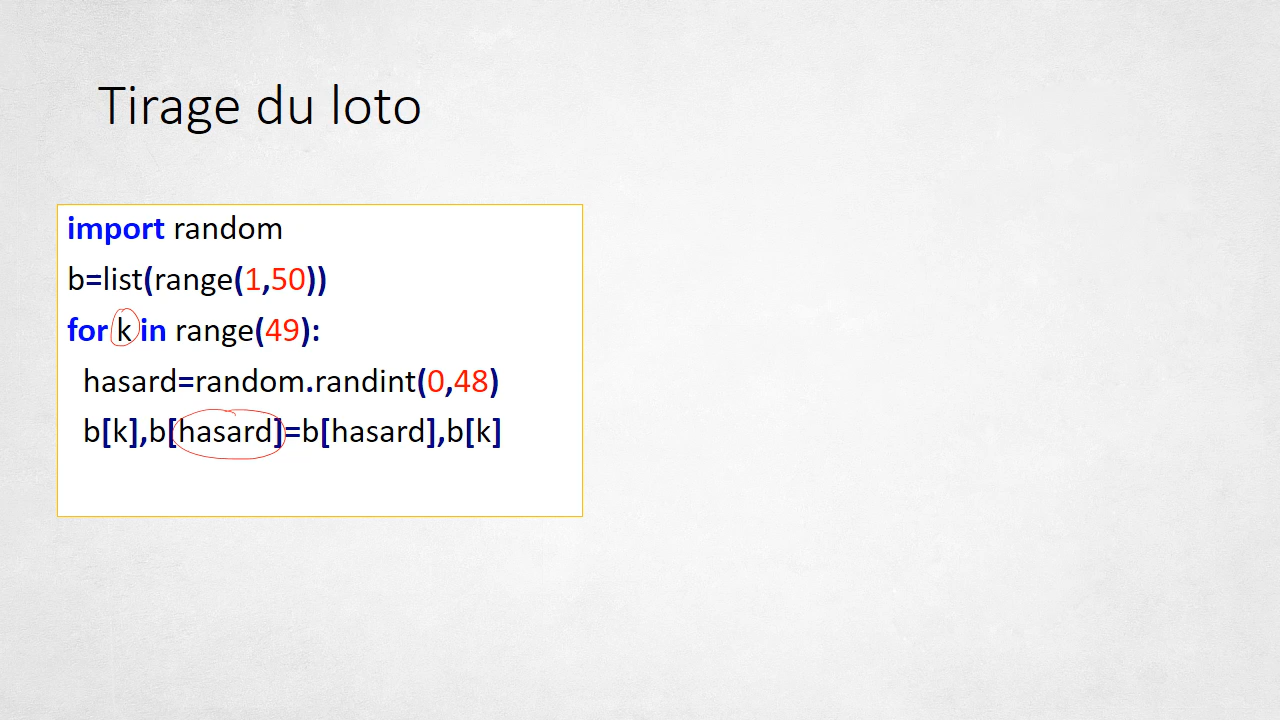 Tirage du loto
import random
b=list(range(1,50))
for k in range(49):
hasard=random.randint(0,48)
b[k],b[hasard]=b[hasard],b[k]